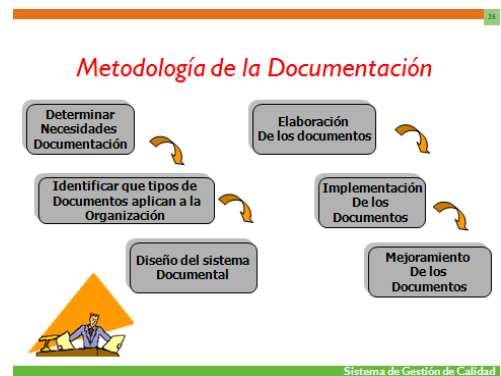 35
Metodología de la Documentación
Determinar
Necesidades
Documentación
Identificar que tipos de
Documentos aplican a la
Organización
Diseño del sistema
Documental
Elaboración
De los documentos
Implementación
De los
Documentos
Mejoramiento
De los
Documentos
Sistema de Gestión de Calidad